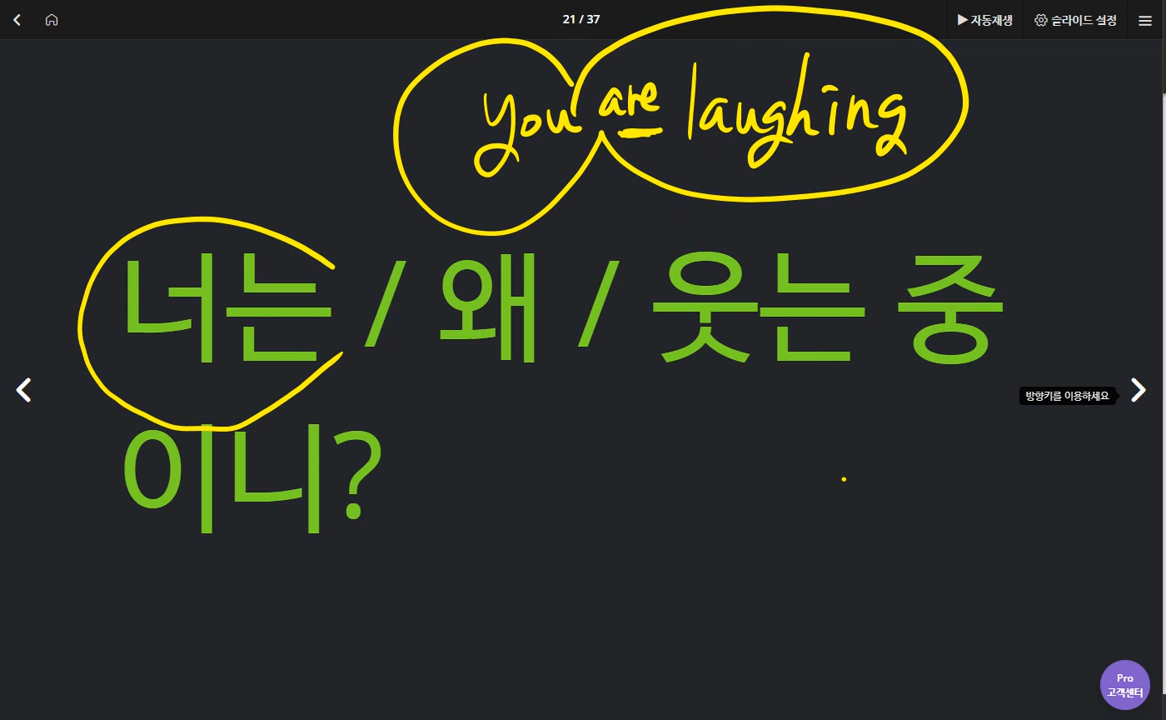 21 / 37
▶ 자동재생
슬라이드 설정
you are laughing
너는 / 왜 / 웃는 중
이니?
방향키를 이용하세요
Pro
고객센터